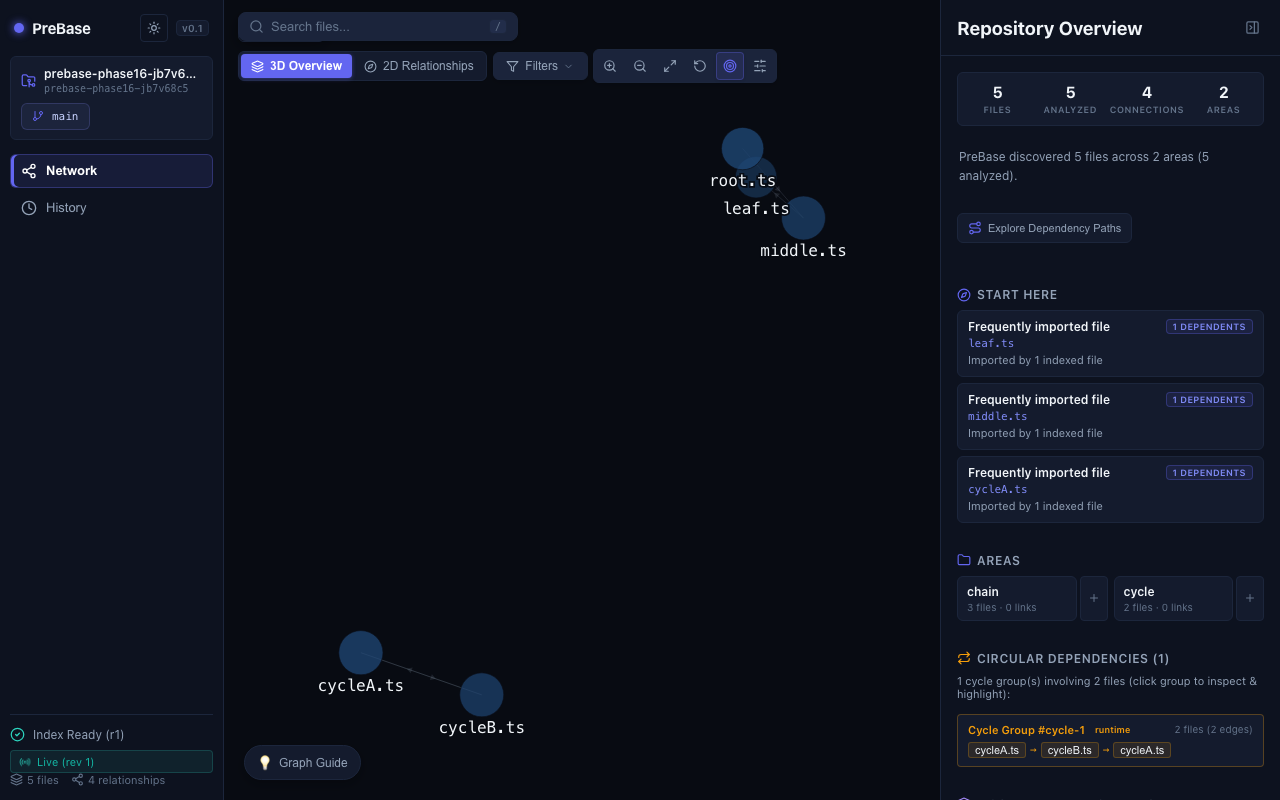 PreBase
v0.1
prebase-phase16-jb7v6...
prebase-phase16-jb7v68c5
main
Network
History
Index Ready (r1)
Live (rev 1)
5 files
4 relationships
Search files...
/
3D Overview
2D Relationships
Filters
root.ts
leaf.ts
middle.ts
cycleA.ts
cycleB.ts
Graph Guide
Repository Overview
5
5
4
2
FILES
ANALYZED
CONNECTIONS
AREAS
PreBase discovered 5 files across 2 areas (5
analyzed).
Explore Dependency Paths
START HERE
Frequently imported file
1 DEPENDENTS
leaf.ts
Imported by 1 indexed file
Frequently imported file
1 DEPENDENTS
middle.ts
Imported by 1 indexed file
Frequently imported file
1 DEPENDENTS
cycleA.ts
Imported by 1 indexed file
AREAS
chain
3 files · 0 links
+
cycle
2 files · 0 links
+
CIRCULAR DEPENDENCIES (1)
1 cycle group(s) involving 2 files (click group to inspect &
highlight):
Cycle Group #cycle-1 runtime 2 files (2 edges)
cycleA.ts → cycleB.ts → cycleA.ts